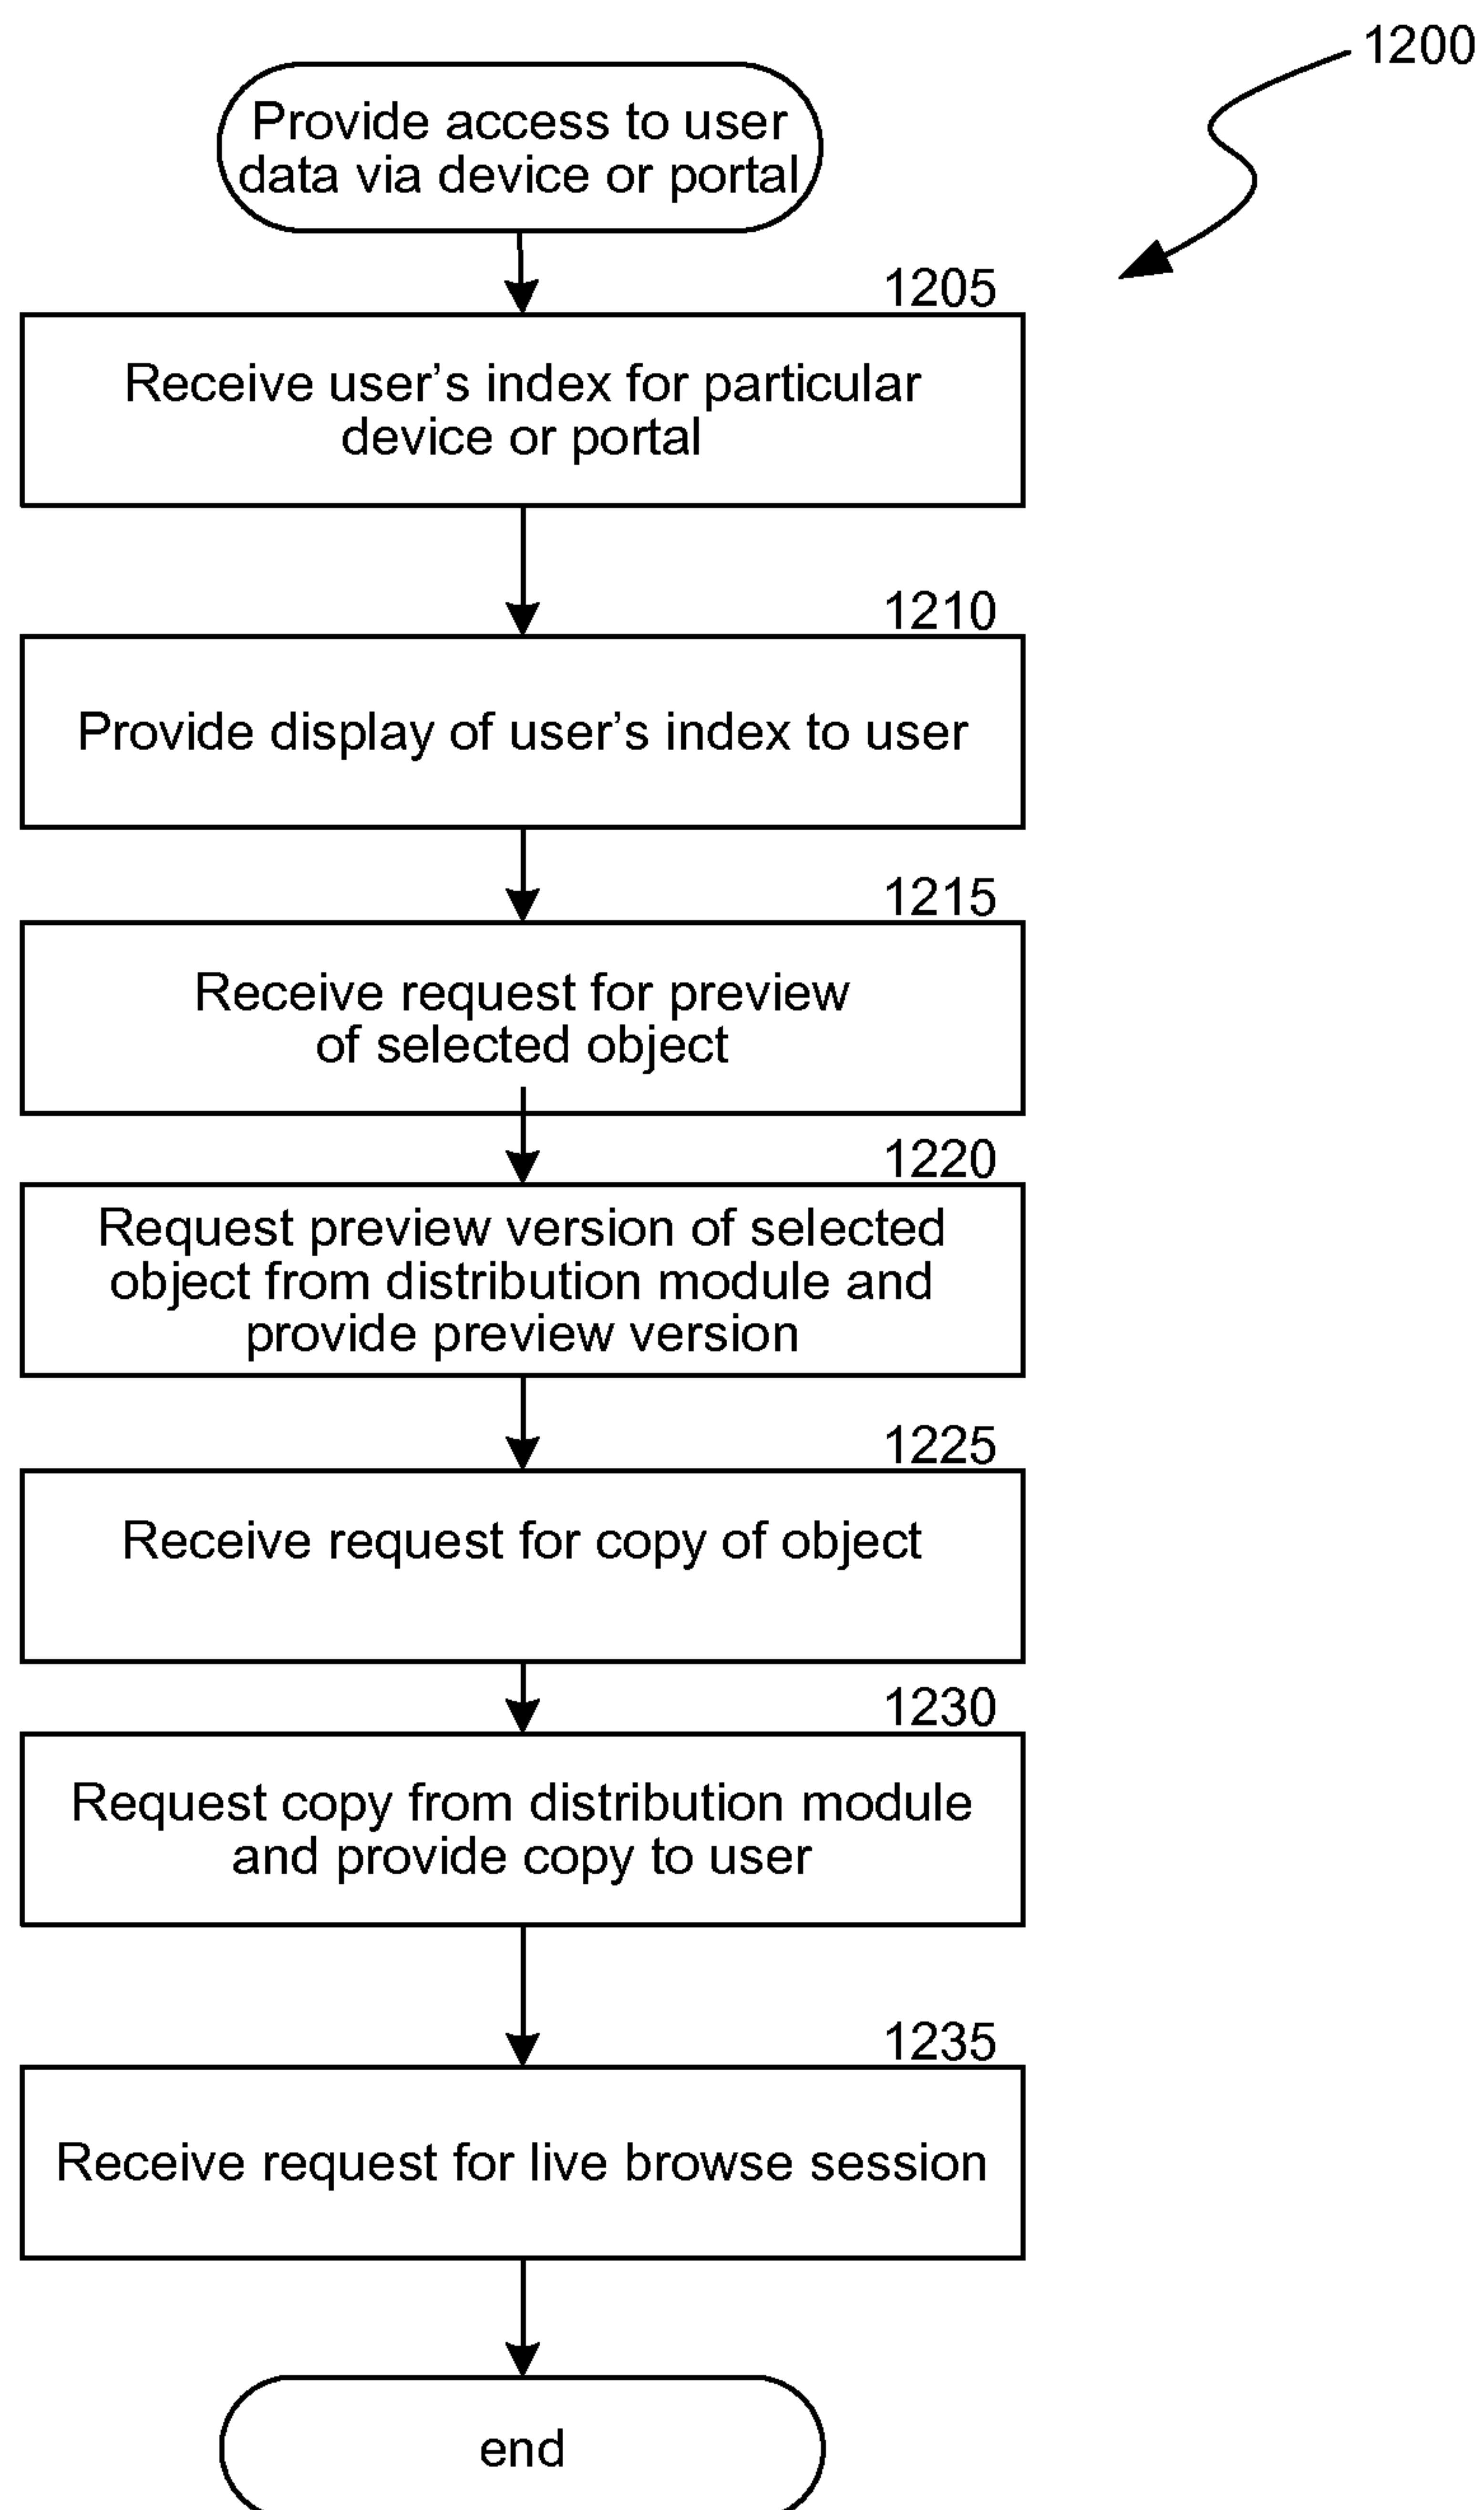 1200
Provide access to user
data via device or portal
1205
Receive user's index for particular
device or portal
1210
Provide display of user's index to user
1215
Receive request for preview
of selected object
1220
Request preview version of selected
object from distribution module and
provide preview version
1225
Receive request for copy of object
1230
Request copy from distribution module
and provide copy to user
1235
Receive request for live browse session
end